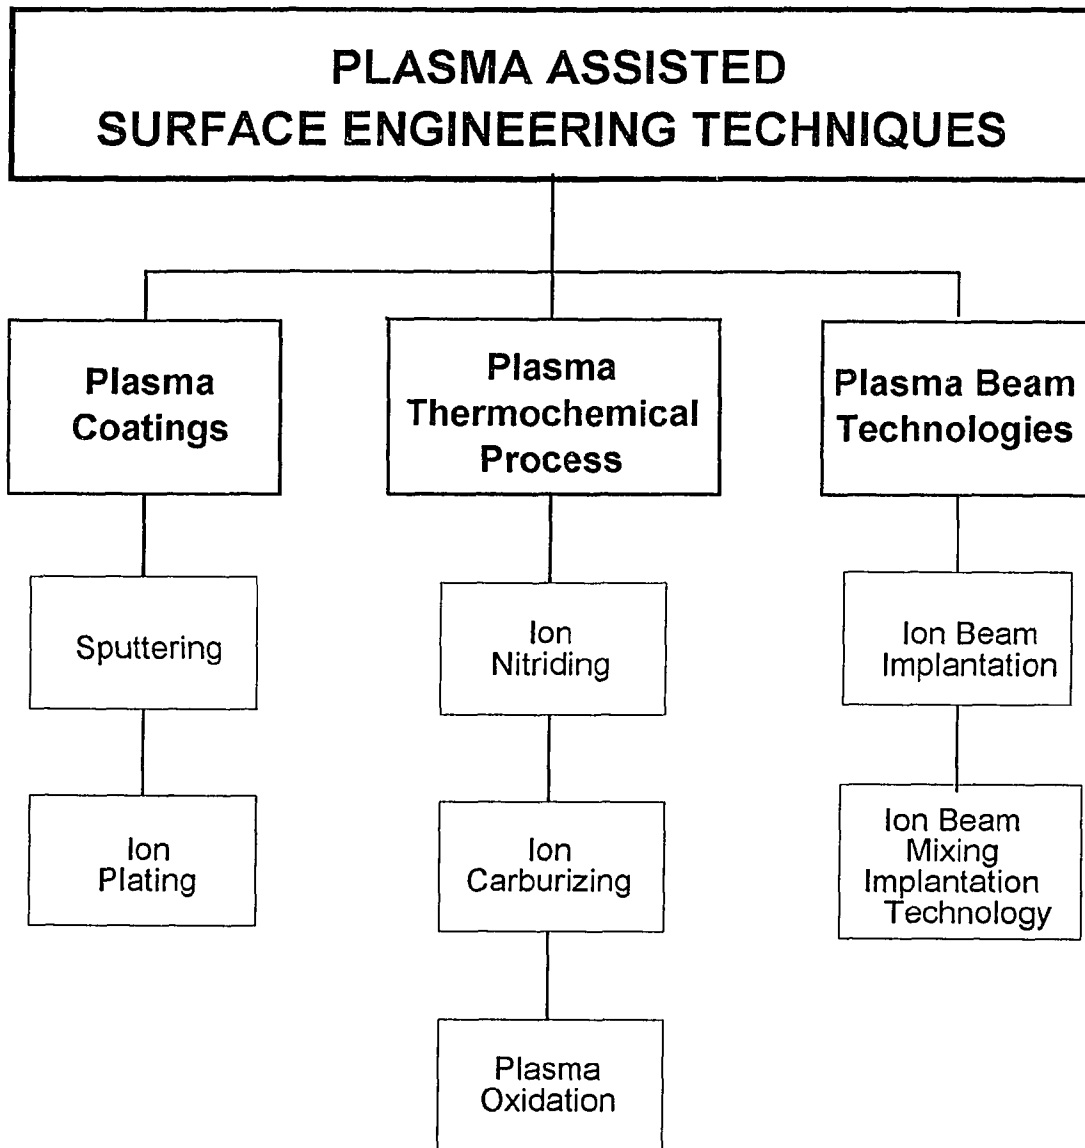 PLASMA ASSISTED
SURFACE ENGINEERING TECHNIQUES
Plasma
Coatings
Plasma
Thermochemical
Process
Plasma Beam
Technologies
Sputtering
Ion
Nitriding
Ion Beam
Implantation
Ion
Plating
Ion
Carburizing
Ion Beam
Mixing
Implantation
Technology
Plasma
Oxidation